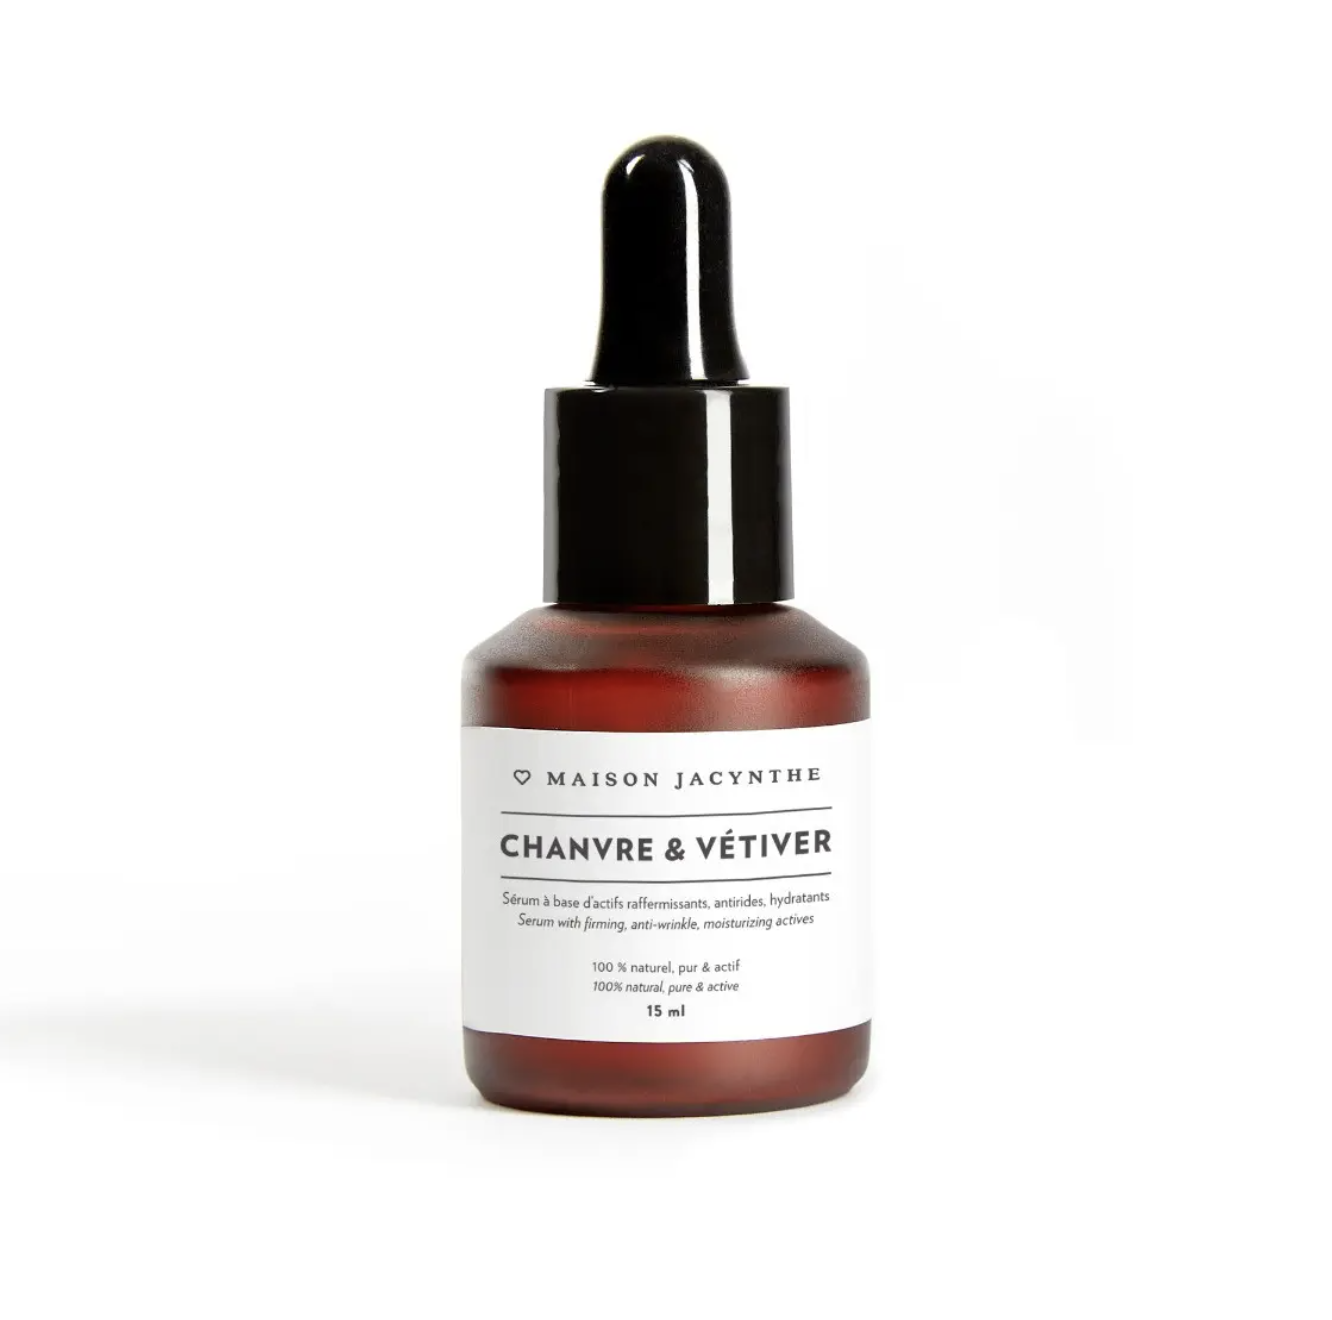 ♡ MAISON JACYNTHE
CHANVRE & VÉTIVER
Sérum à base d'actifs raffermissants, antirides, hydratants
Serum with firming, anti-wrinkle, moisturizing actives
100 % naturel, pur & actif
100% natural, pure & active
15 ml